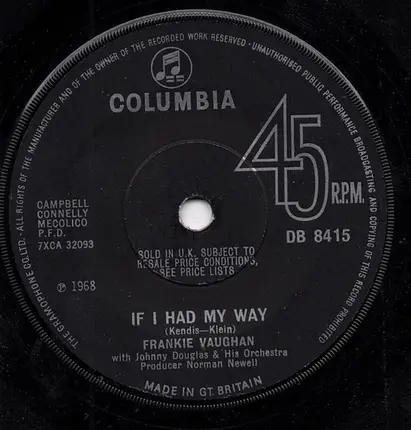 THE GRAMOPHONE CO. LTD. ALL RIGHTS OF THE MANUFACTURER AND OF THE OWNER OF THE RECORDED WORK RESERVED · UNAUTHORISED PUBLIC PERFORMANCE BROADCASTING AND COPYING OF THIS RECORD PROHIBITED
COLUMBIA
45
R.P.M.
DB 8415
CAMPBELL
CONNELLY
MECOLICO
P.F.D.
7XCA 32093
SOLD IN U.K. SUBJECT TO
RESALE PRICE CONDITIONS,
SEE PRICE LISTS
℗ 1968
IF I HAD MY WAY
(Kendis—Klein)
FRANKIE VAUGHAN
with Johnny Douglas & His Orchestra
Producer Norman Newell
MADE IN GT. BRITAIN